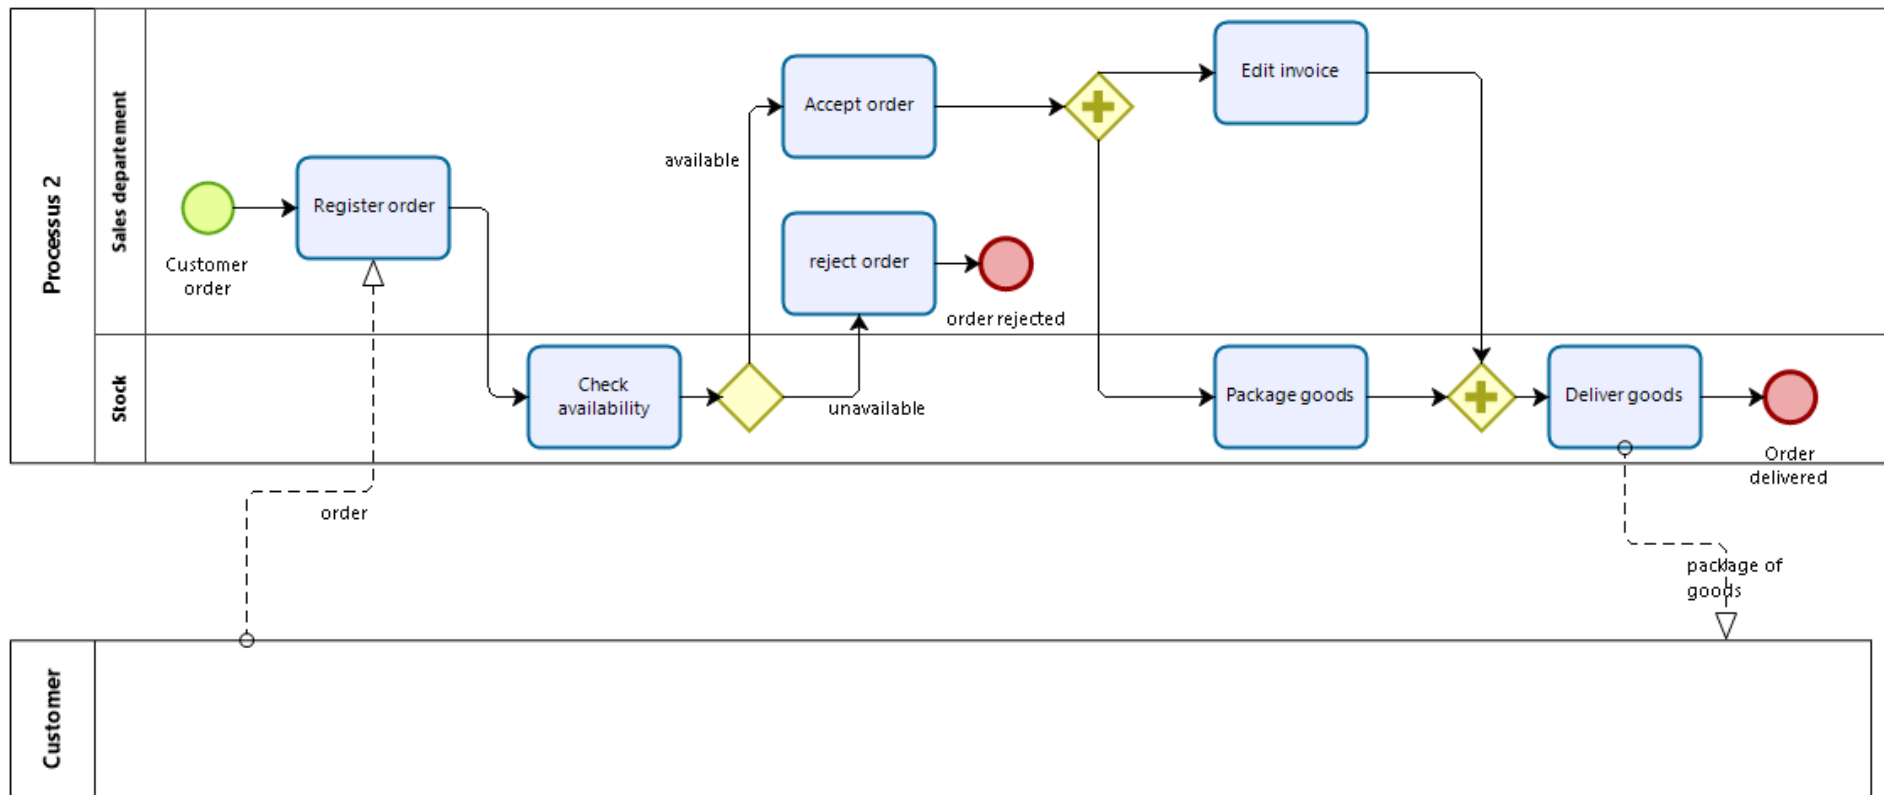 Processus 2
Sales departement
Stock
Customer
order
Register order
Check
availability
available
unavailable
Accept order
reject order
order rejected
Edit invoice
Package goods
Deliver goods
Order
delivered
order
package of
goods
Customer